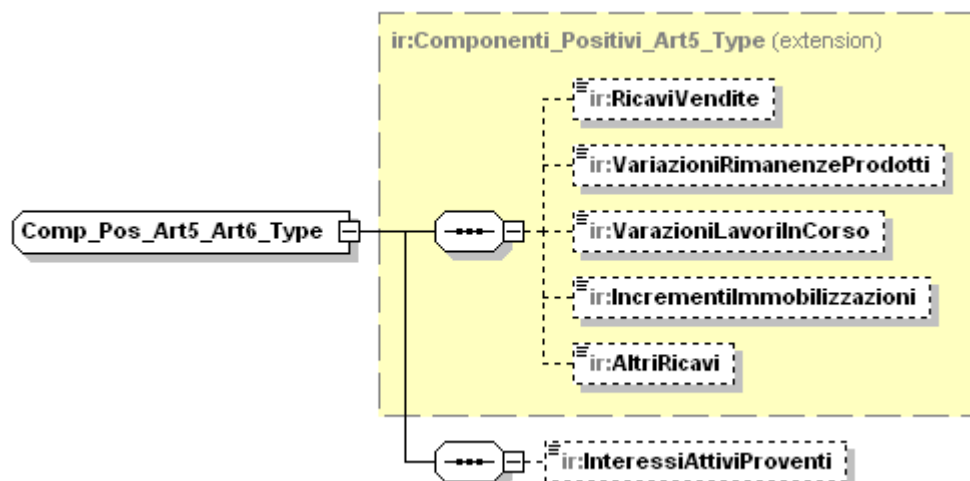 ir:Componenti_Positivi_Art5_Type (extension)
ir:RicaviVendite
ir:VariazioniRimanenzeProdotti
Comp_Pos_Art5_Art6_Type
ir:VarazioniLavoriInCorso
ir:IncrementiImmobilizzazioni
ir:AltriRicavi
ir:InteressiAttiviProventi